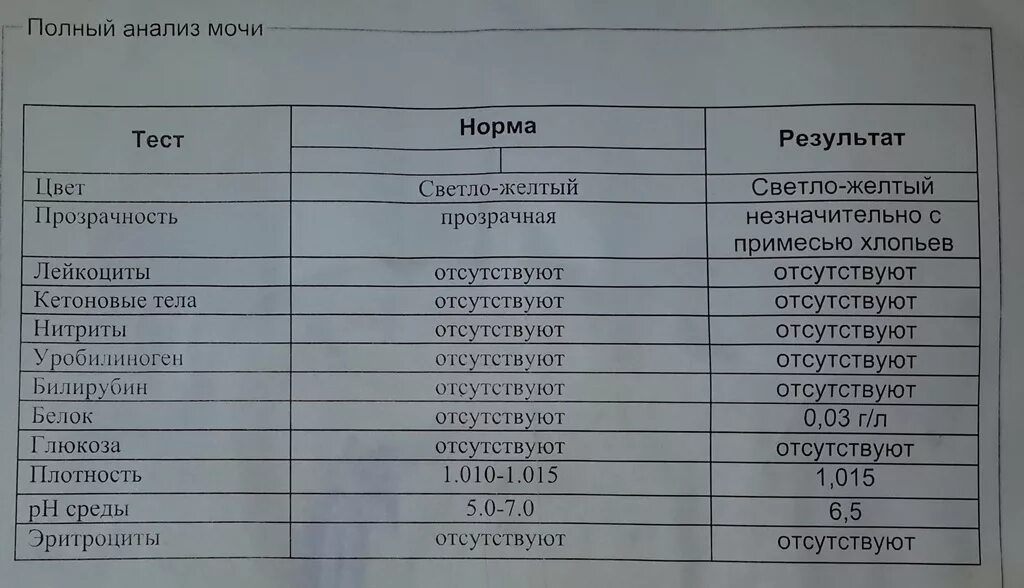 Полный анализ мочи
Тест Норма Результат
Цвет Светло-желтый Светло-желтый
Прозрачность прозрачная незначительно с
примесью хлопьев
Лейкоциты отсутствуют отсутствуют
Кетоновые тела отсутствуют отсутствуют
Нитриты отсутствуют отсутствуют
Уробилиноген отсутствуют отсутствуют
Билирубин отсутствуют отсутствуют
Белок отсутствуют 0,03 г/л
Глюкоза отсутствуют отсутствуют
Плотность 1.010-1.015 1,015
pH среды 5.0-7.0 6,5
Эритроциты отсутствуют отсутствуют